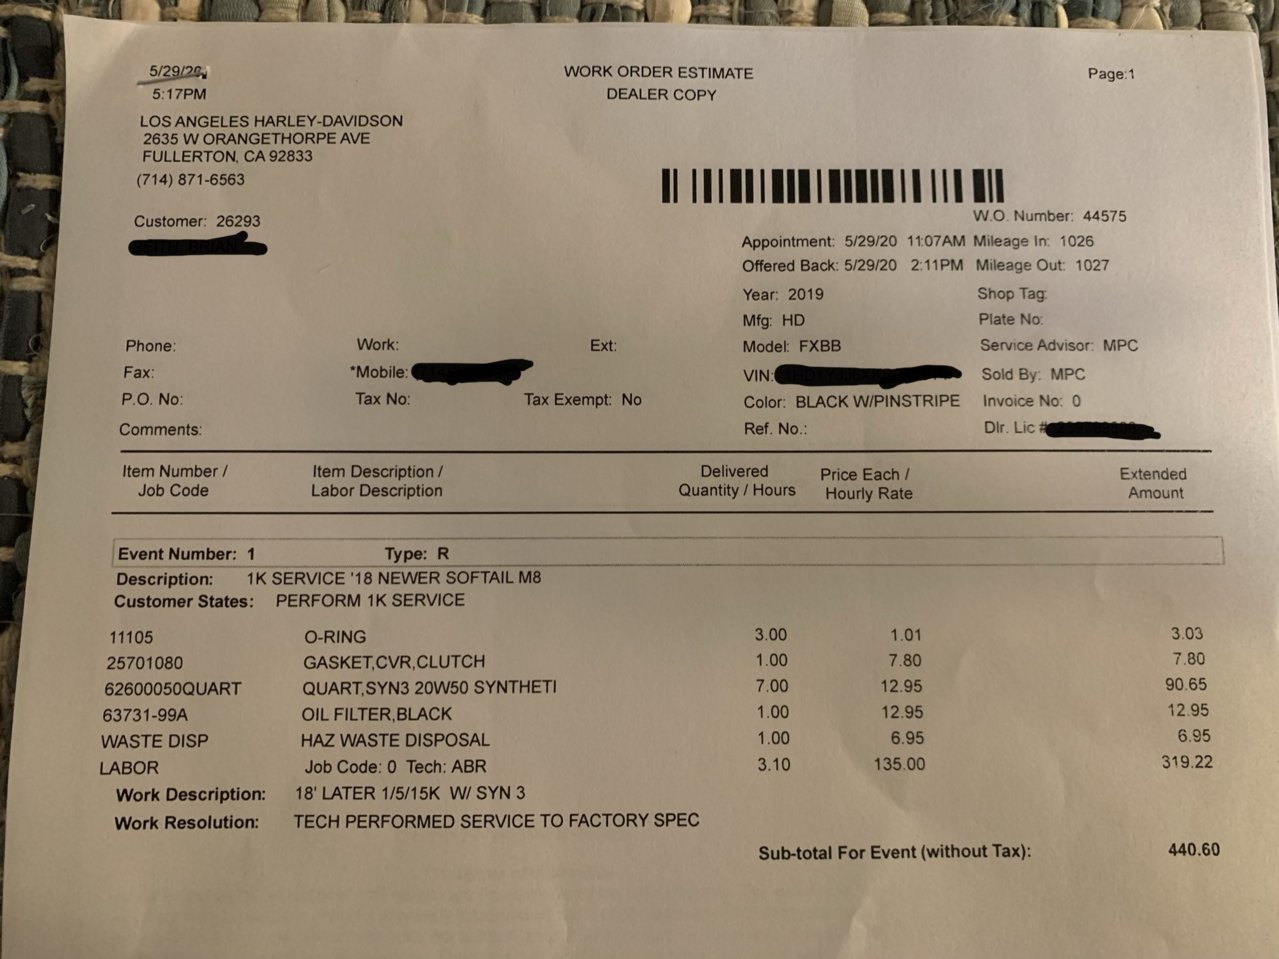 5/29/20
WORK ORDER ESTIMATE
Page:1
5:17PM
DEALER COPY
LOS ANGELES HARLEY-DAVIDSON
2635 W ORANGETHORPE AVE
FULLERTON, CA 92833
(714) 871-6563
Customer: 26293
W.O. Number: 44575
Appointment: 5/29/20 11:07AM Mileage In: 1026
Offered Back: 5/29/20 2:11PM Mileage Out: 1027
Year: 2019 Shop Tag:
Mfg: HD Plate No:
Phone: Work: Ext: Model: FXBB Service Advisor: MPC
Fax: *Mobile: VIN: Sold By: MPC
P.O. No: Tax No: Tax Exempt: No Color: BLACK W/PINSTRIPE Invoice No: 0
Comments: Ref. No.: Dlr. Lic #
Item Number / Item Description / Delivered Price Each / Extended
Job Code Labor Description Quantity / Hours Hourly Rate Amount
Event Number: 1 Type: R
Description: 1K SERVICE '18 NEWER SOFTAIL M8
Customer States: PERFORM 1K SERVICE
11105 O-RING 3.00 1.01 3.03
25701080 GASKET,CVR,CLUTCH 1.00 7.80 7.80
62600050QUART QUART,SYN3 20W50 SYNTHETI 7.00 12.95 90.65
63731-99A OIL FILTER,BLACK 1.00 12.95 12.95
WASTE DISP HAZ WASTE DISPOSAL 1.00 6.95 6.95
LABOR Job Code: 0 Tech: ABR 3.10 135.00 319.22
Work Description: 18' LATER 1/5/15K W/ SYN 3
Work Resolution: TECH PERFORMED SERVICE TO FACTORY SPEC
Sub-total For Event (without Tax): 440.60